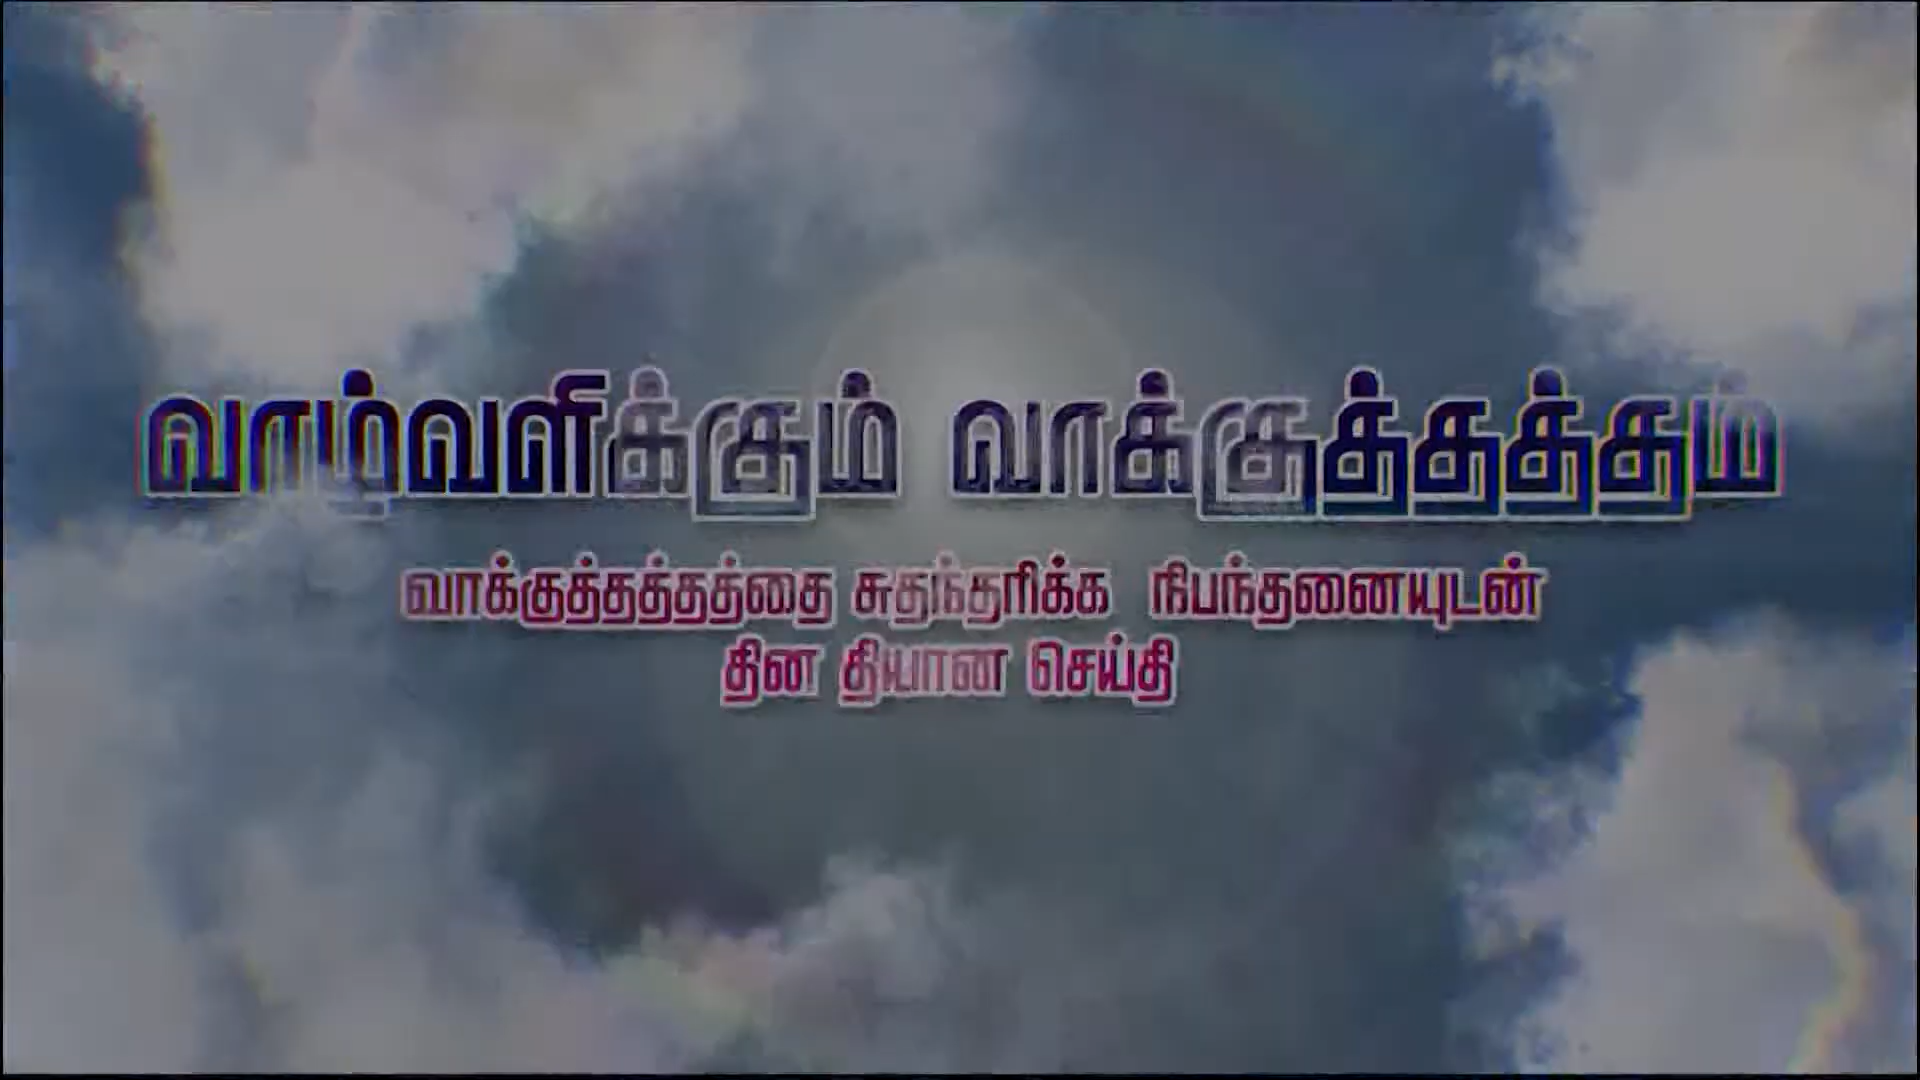 வாழ்வளிக்கும் வாக்குத்தத்தம்
வாக்குத்தத்தத்தை சுதந்தரிக்க நிபந்தனையுடன்
தின தியான செய்தி